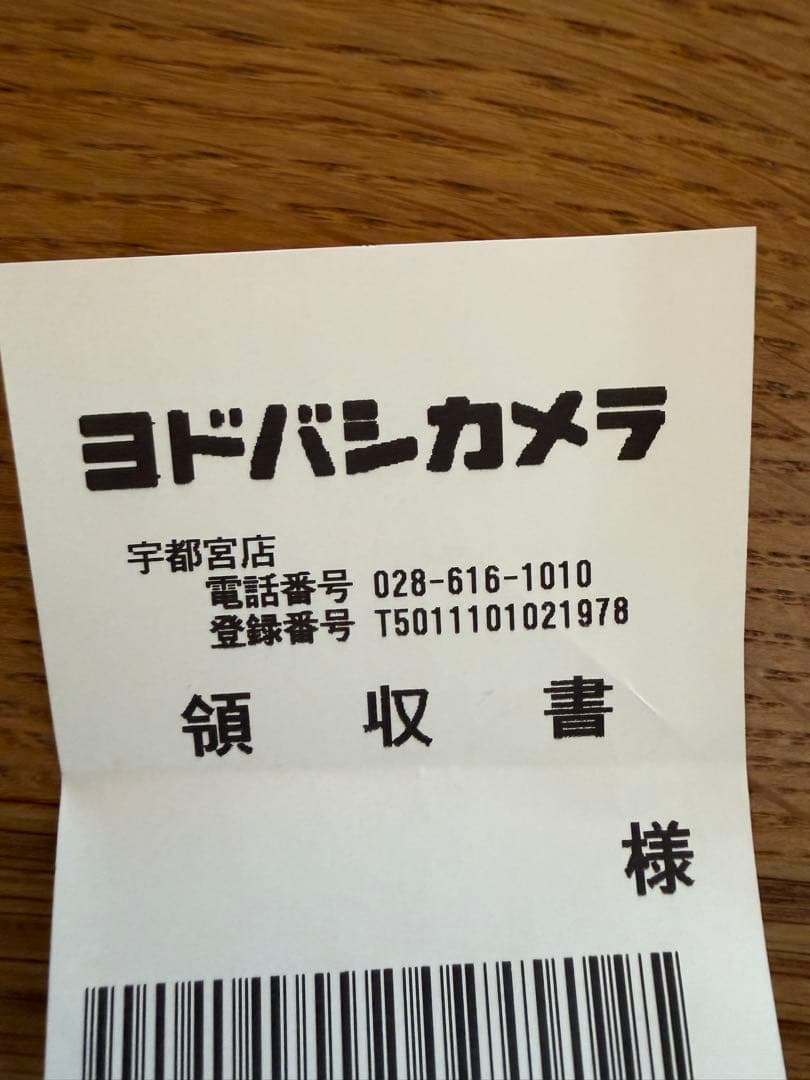 ヨドバシカメラ
宇都宮店
電話番号 028-616-1010
登録番号 T5011101021978
領 収 書
様